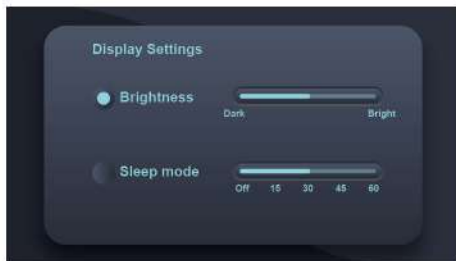 Display Settings
Brightness
Dark Bright
Sleep mode
Off 15 30 45 60